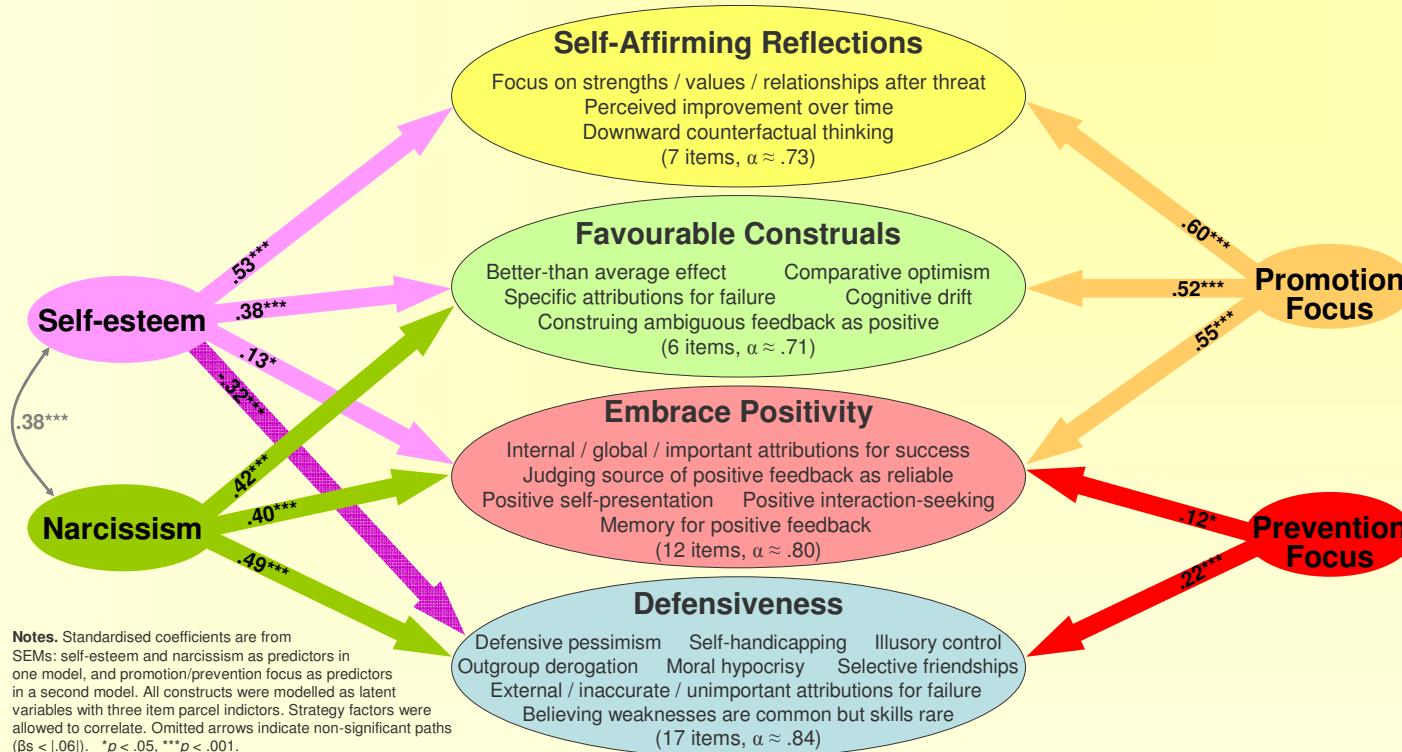 Self-Affirming Reflections
Focus on strengths / values / relationships after threat
Perceived improvement over time
Downward counterfactual thinking
(7 items, α ≈ .73)
Favourable Construals
Better-than average effect Comparative optimism
Specific attributions for failure Cognitive drift
Construing ambiguous feedback as positive
(6 items, α ≈ .71)
Embrace Positivity
Internal / global / important attributions for success
Judging source of positive feedback as reliable
Positive self-presentation Positive interaction-seeking
Memory for positive feedback
(12 items, α ≈ .80)
Defensiveness
Defensive pessimism Self-handicapping Illusory control
Outgroup derogation Moral hypocrisy Selective friendships
External / inaccurate / unimportant attributions for failure
Believing weaknesses are common but skills rare
(17 items, α ≈ .84)
Self-esteem
Narcissism
.38***
.53***
.38***
.13*
-.32***
.42***
.40***
.49***
Promotion
Focus
.60***
.52***
.55***
Prevention
Focus
.12*
.22***
Notes. Standardised coefficients are from
SEMs: self-esteem and narcissism as predictors in
one model, and promotion/prevention focus as predictors
in a second model. All constructs were modelled as latent
variables with three item parcel indictors. Strategy factors were
allowed to correlate. Omitted arrows indicate non-significant paths
(βs < |.06|). *p < .05, ***p < .001.